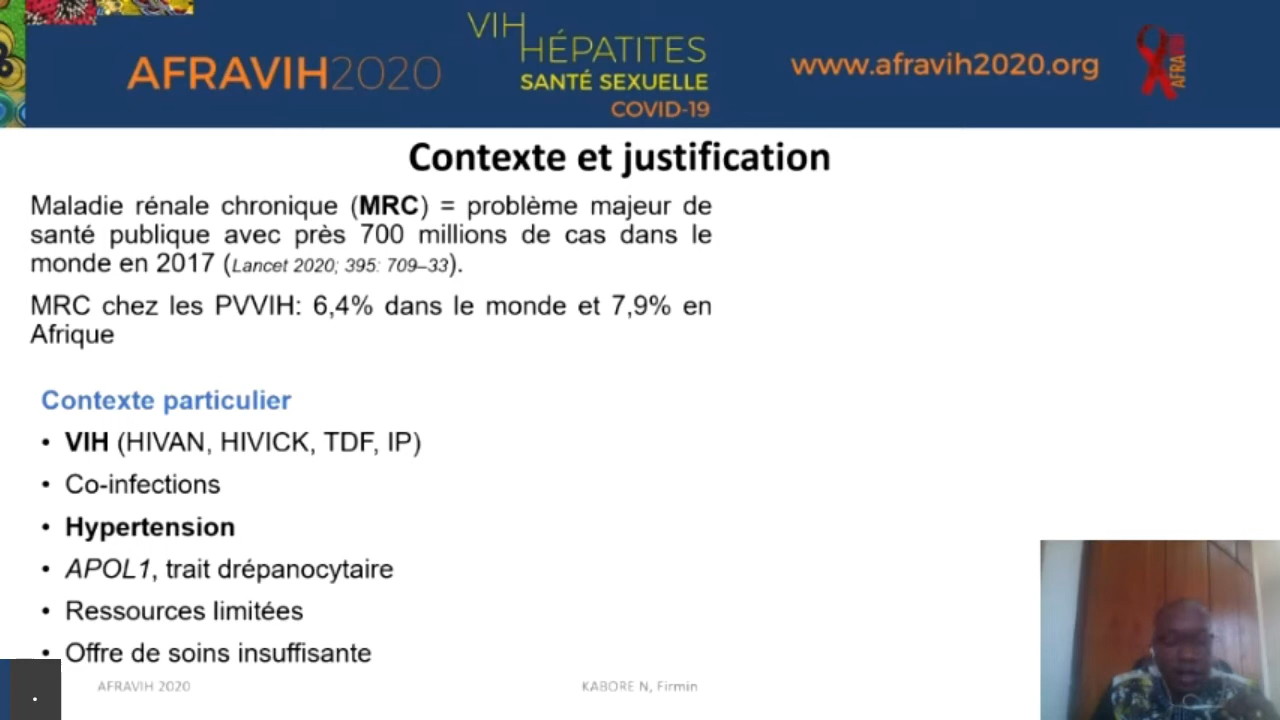 VIH
HÉPATITES
SANTÉ SEXUELLE
COVID-19
AFRAVIH2020
www.afravih2020.org
AFRA
Contexte et justification
Maladie rénale chronique (MRC) = problème majeur de
santé publique avec près 700 millions de cas dans le
monde en 2017 (Lancet 2020; 395: 709–33).
MRC chez les PVVIH: 6,4% dans le monde et 7,9% en
Afrique
Contexte particulier
• VIH (HIVAN, HIVICK, TDF, IP)
• Co-infections
• Hypertension
• APOL1, trait drépanocytaire
• Ressources limitées
• Offre de soins insuffisante
AFRAVIH 2020
KABORE N, Firmin